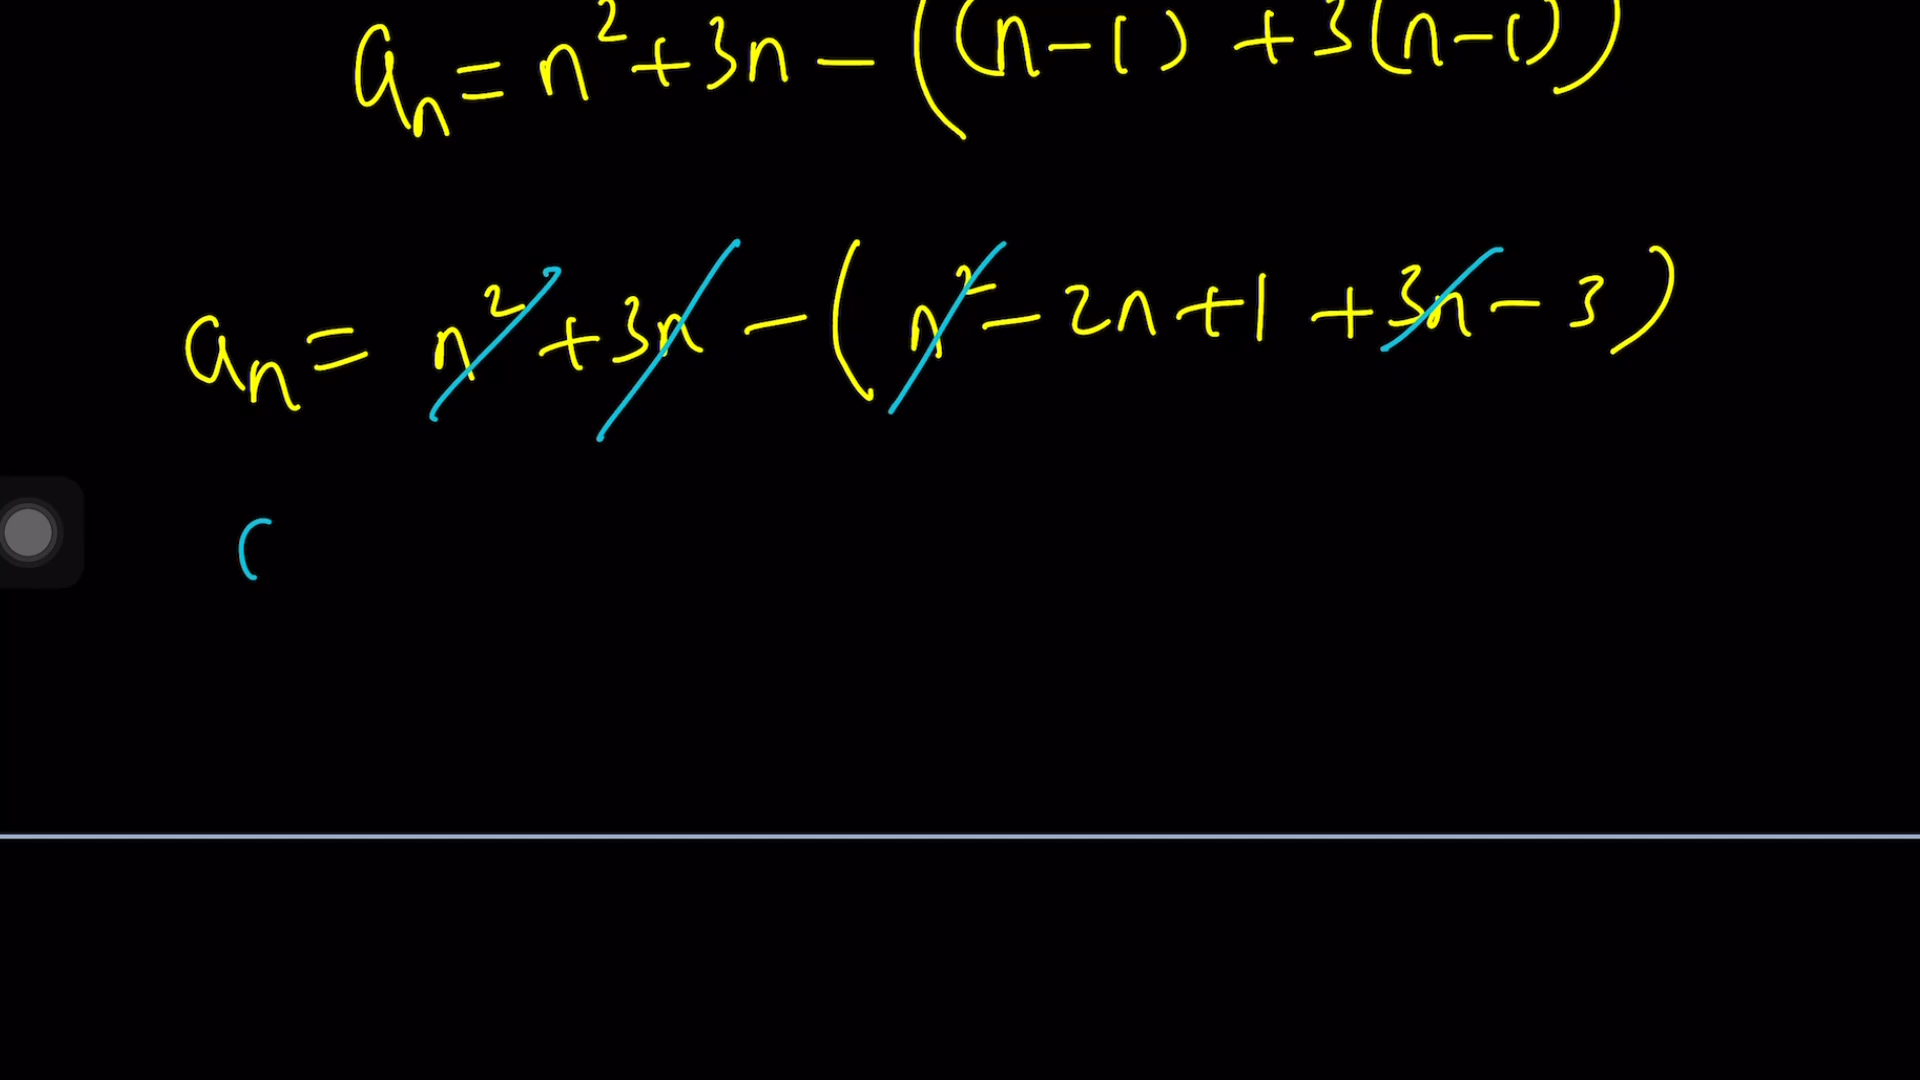 aₙ = n² + 3n − ((n−1) + 3(n−1))
aₙ = n² + 3n − (n² − 2n + 1 + 3n − 3)